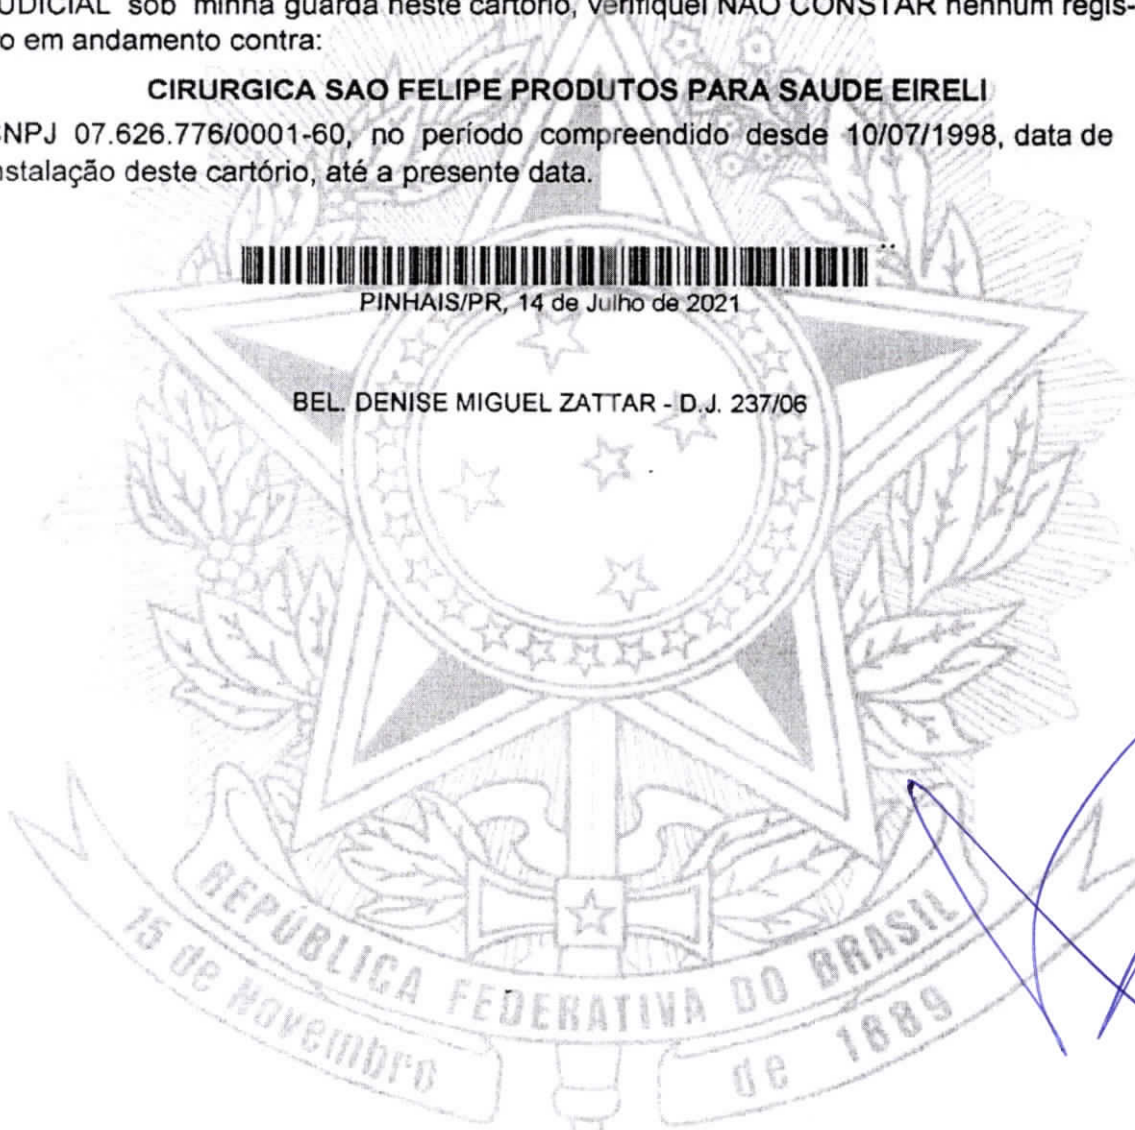 UDICIAL sob minha guarda neste cartório, verifiquei NÃO CONSTAR nenhum regis-
o em andamento contra:
CIRURGICA SAO FELIPE PRODUTOS PARA SAUDE EIRELI
CNPJ 07.626.776/0001-60, no período compreendido desde 10/07/1998, data de
nstalação deste cartório, até a presente data.
PINHAIS/PR, 14 de Julho de 2021
BEL. DENISE MIGUEL ZATTAR - D.J. 237/06
REPÚBLICA FEDERATIVA DO BRASIL
15 de Novembro de 1889